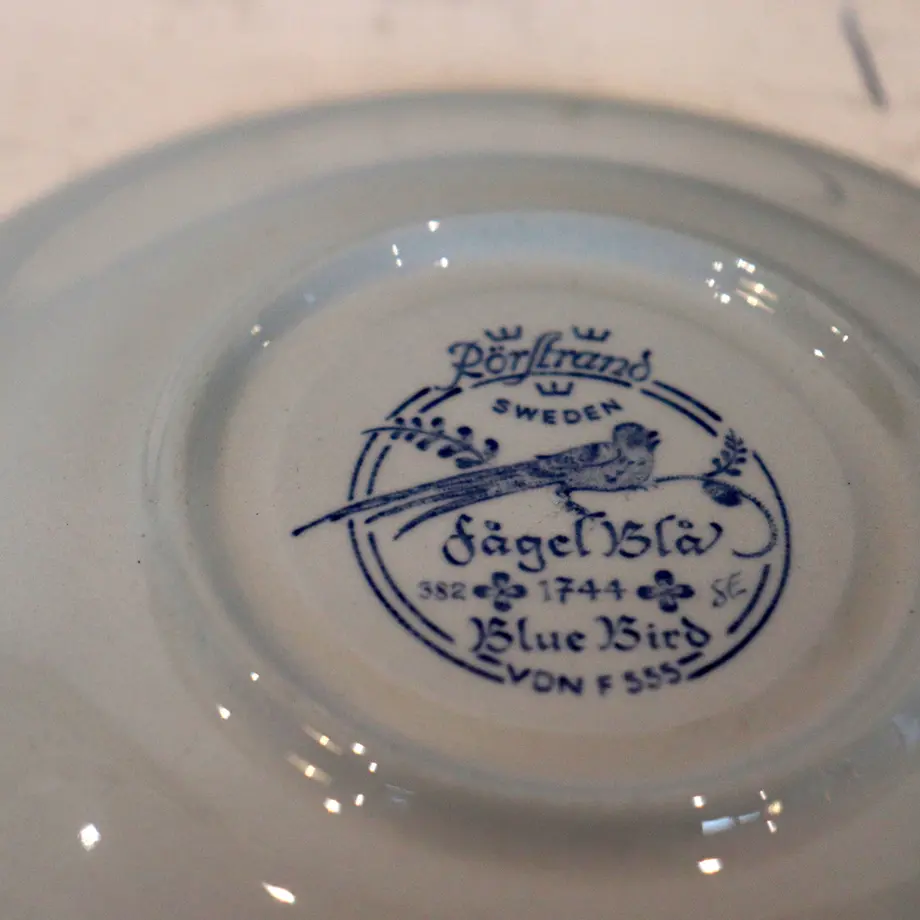 Rörstrand
SWEDEN
Fågel Blå
382 1744 SE
Blue Bird
VDN F 555